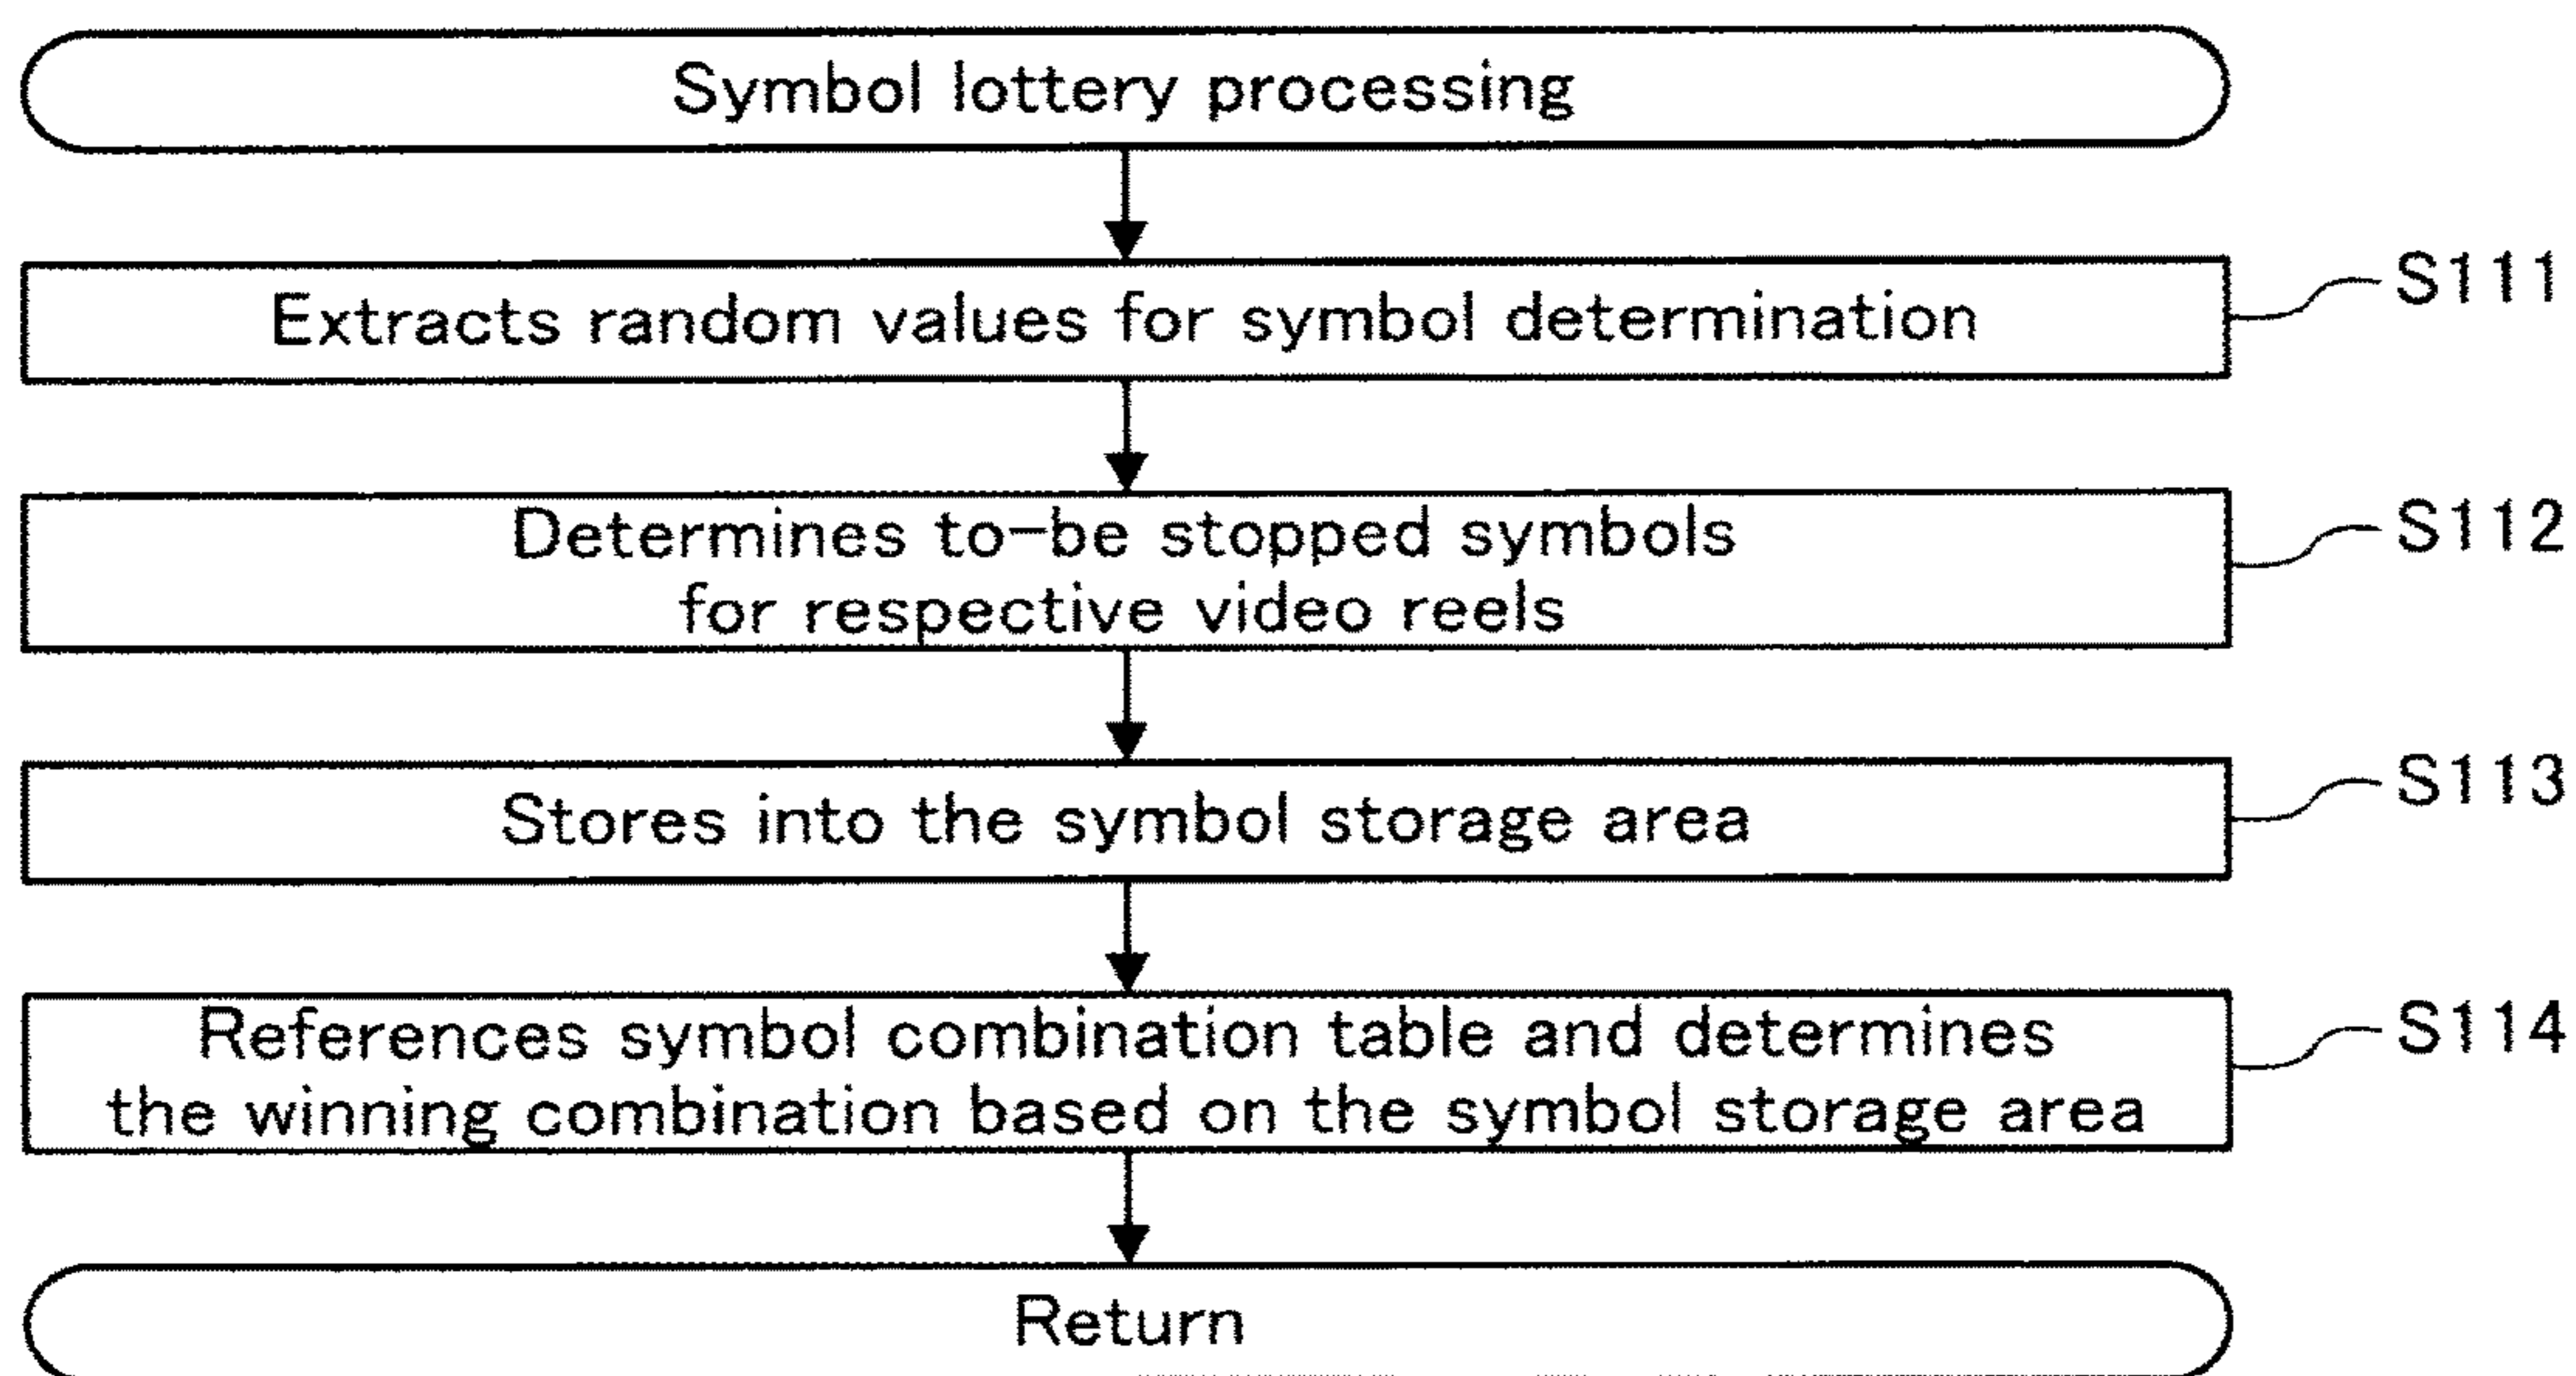 Symbol lottery processing
Extracts random values for symbol determination
S111
Determines to-be stopped symbols
for respective video reels
S112
Stores into the symbol storage area
S113
References symbol combination table and determines
the winning combination based on the symbol storage area
S114
Return